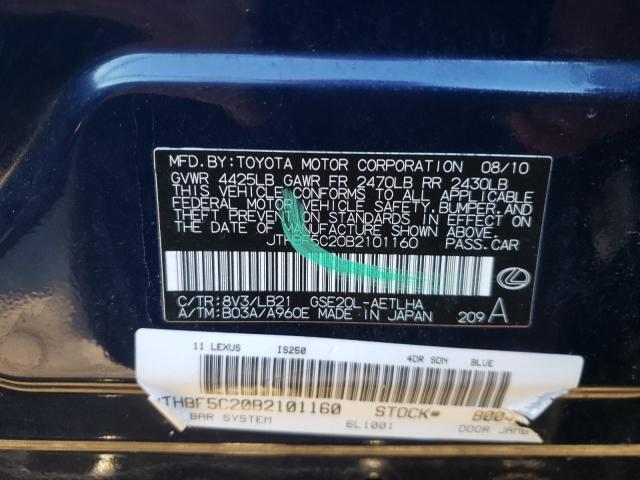 MFD. BY: TOYOTA MOTOR CORPORATION 08/10
GVWR 4425LB GAWR FR 2470LB RR 2430LB
THIS VEHICLE CONFORMS TO ALL APPLICABLE
FEDERAL MOTOR VEHICLE SAFETY, BUMPER, AND
THEFT PREVENTION STANDARDS IN EFFECT ON
THE DATE OF MANUFACTURE SHOWN ABOVE.
JTHBF5C20B2101160 PASS. CAR
C/TR: 8V3/LB21 GSE20L-AETLHA
A/TM: B03A/A960E MADE IN JAPAN 209 A
11 LEXUS IS250 4DR SDN BLUE
JTHBF5C20B2101160 STOCK# B004
BAR SYSTEM 6L1001 DOOR JAMB